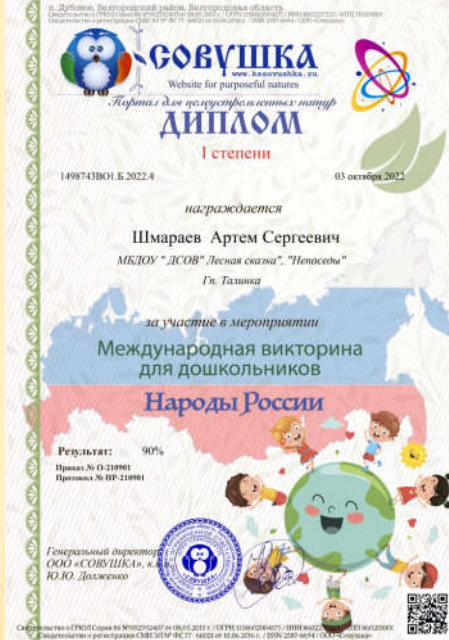 п. Дубовое, Белгородский район, Белгородская область
СОВУШКА
www.kssovushka.ru
Website for purposeful natures
Портал для целеустремленных натур
ДИПЛОМ
I степени
1498743ВО1.Б.2022.4 03 октября 2022
награждается
Шмараев Артем Сергеевич
МБДОУ " ДСОВ" Лесная сказка", "Непоседы"
Гп. Талинка
за участие в мероприятии
Международная викторина
для дошкольников
Народы России
Результат: 90%
Приказ № О-210901
Протокол № ПР-210901
Генеральный директор
ООО «СОВУШКА»,
Ю.Ю. Долженко
«СОВУШКА»